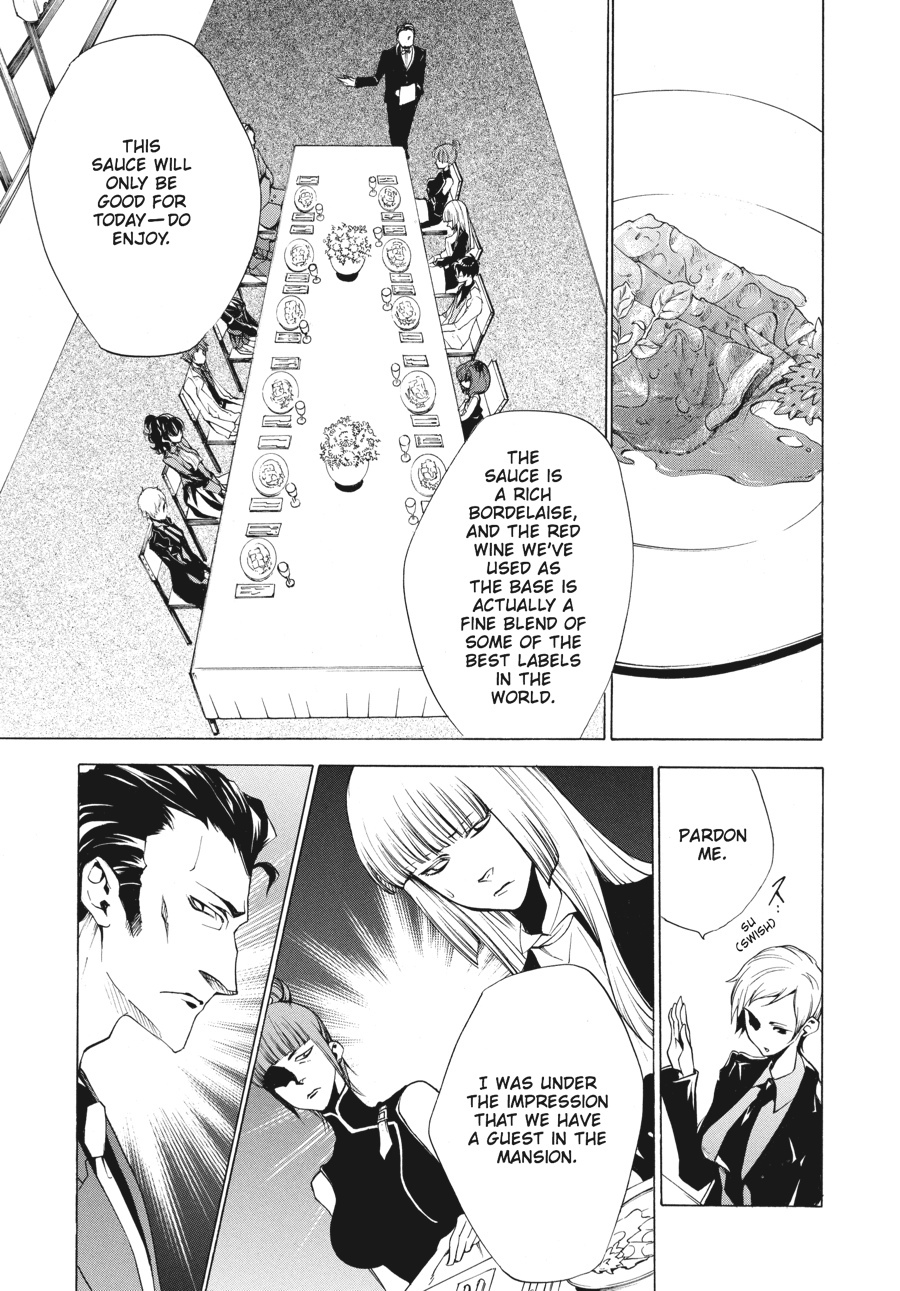 THE
SAUCE IS
A RICH
BORDELAISE,
AND THE RED
WINE WE'VE
USED AS
THE BASE IS
ACTUALLY A
FINE BLEND OF
SOME OF THE
BEST LABELS
IN THE
WORLD.
THIS
SAUCE WILL
ONLY BE
GOOD FOR
TODAY—DO
ENJOY.
PARDON
ME.
SU
(SWISH)
I WAS UNDER
THE IMPRESSION
THAT WE HAVE
A GUEST IN THE
MANSION.